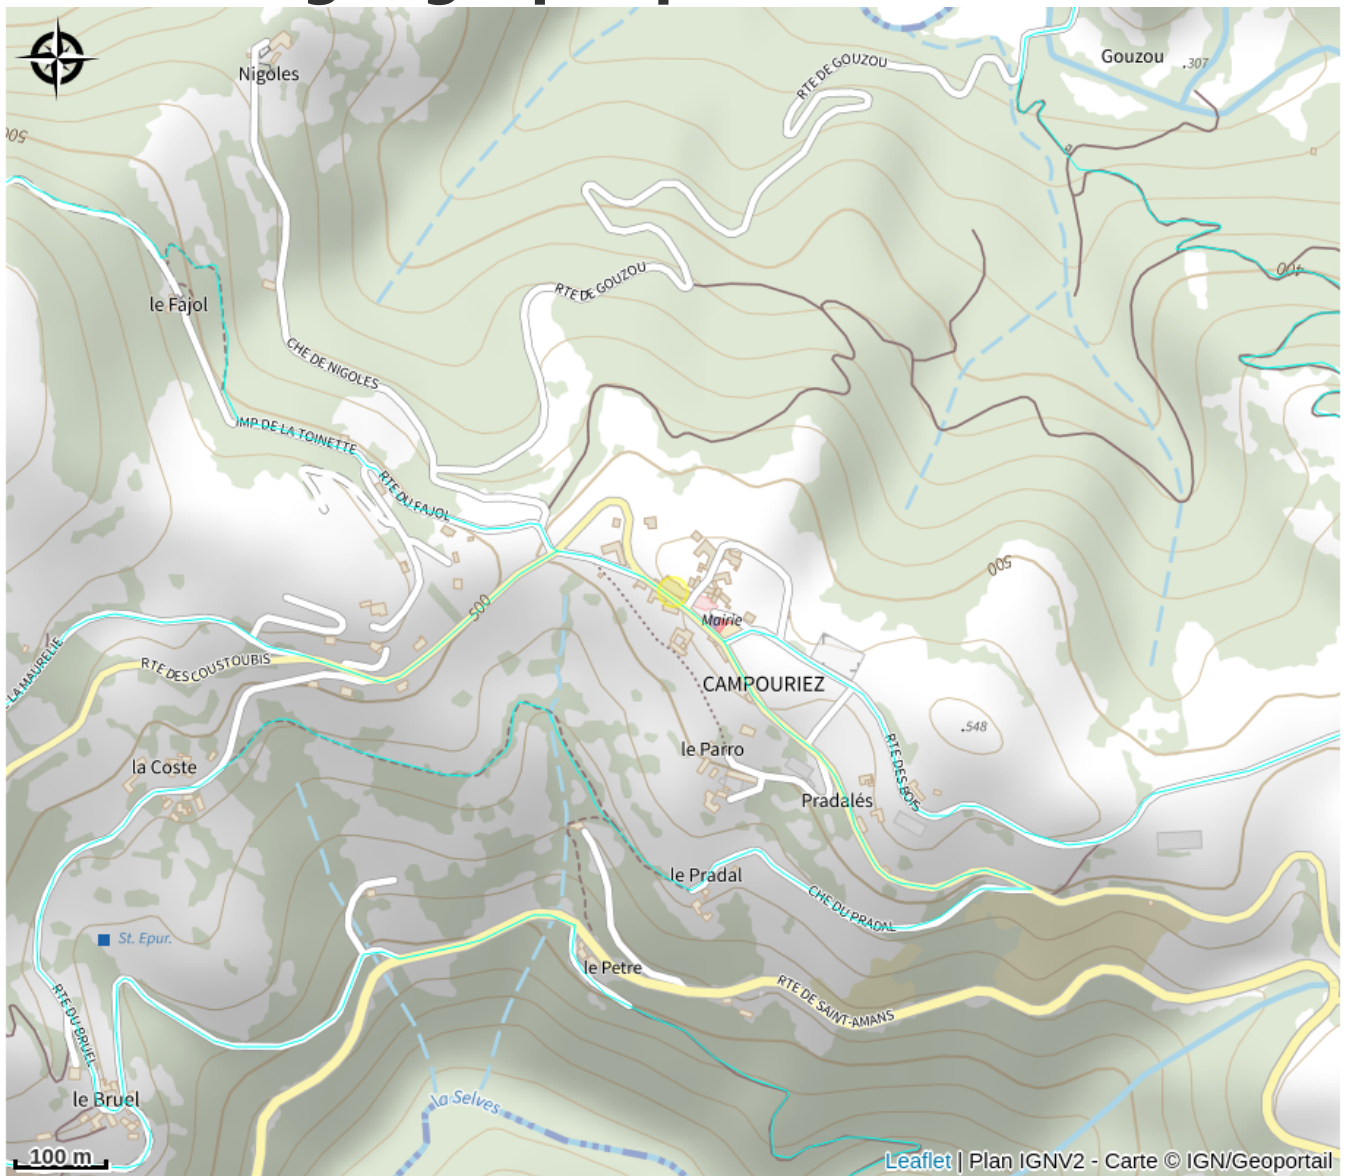 Nigoles
RTE DE GOUZOU
Gouzou
307
500
400
le Fajol
RTE DE GOUZOU
CHE DE NIGOLES
IMP DE LA TOINETTE
RTE DU FAJOL
500
500
Mairie
LA MAURELIE
RTE DES COUSTOUBIS
CAMPOURIEZ
548
le Parro
RTE DES BOIS
la Coste
Pradalés
le Pradal
CHE DU PRADAL
St. Epur.
le Petre
RTE DE SAINT-AMANS
RTE DU BRUEL
le Bruel
la Selves
100 m
Leaflet | Plan IGNV2 - Carte © IGN/Geoportail